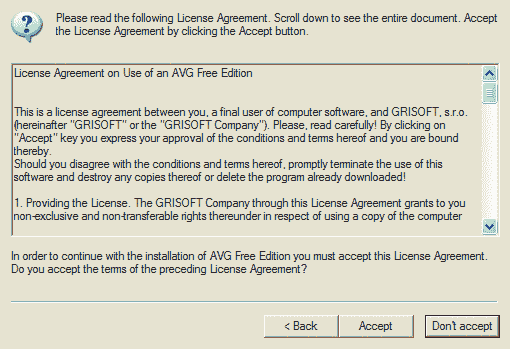 Please read the following License Agreement. Scroll down to see the entire document. Accept
the License Agreement by clicking the Accept button.
License Agreement on Use of an AVG Free Edition
This is a license agreement between you, a final user of computer software, and GRISOFT, s.r.o.
(hereinafter "GRISOFT" or the "GRISOFT Company"). Please, read carefully! By clicking on
"Accept" key you express your approval of the conditions and terms hereof and you are bound
thereby.
Should you disagree with the conditions and terms hereof, promptly terminate the use of this
software and destroy any copies thereof or delete the program already downloaded!
1. Providing the License. The GRISOFT Company through this License Agreement grants to you
non-exclusive and non-transferable rights thereunder in respect of using a copy of the computer
In order to continue with the installation of AVG Free Edition you must accept this License Agreement.
Do you accept the terms of the preceding License Agreement?
< Back
Accept
Don't accept